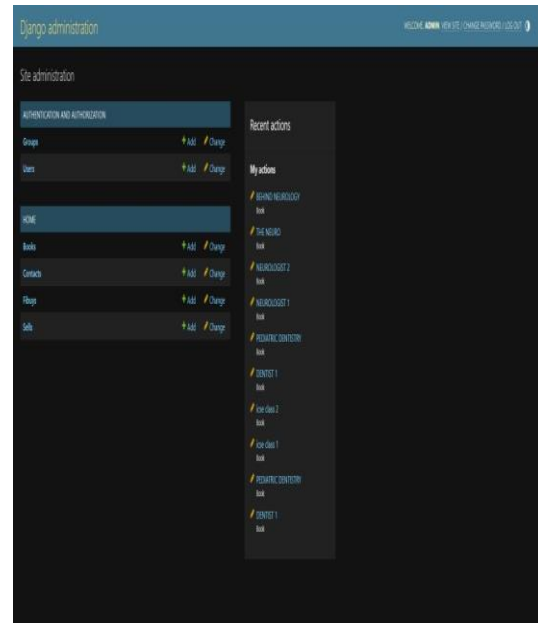 Django administration
WELCOME, ADMIN. VIEW SITE / CHANGE PASSWORD / LOG OUT
Site administration
AUTHENTICATION AND AUTHORIZATION
Groups + Add Change
Users + Add Change
HOME
Books + Add Change
Contacts + Add Change
Fbuys + Add Change
Sells + Add Change
Recent actions
My actions
BEHIND NEUROLOGY
Book
THE NEURO
Book
NEUROLOGIST 2
Book
NEUROLOGIST 1
Book
PEDIATRIC DENTISTRY
Book
DENTIST 1
Book
icse class 2
Book
icse class 1
Book
PEDIATRIC DENTISTRY
Book
DENTIST 1
Book